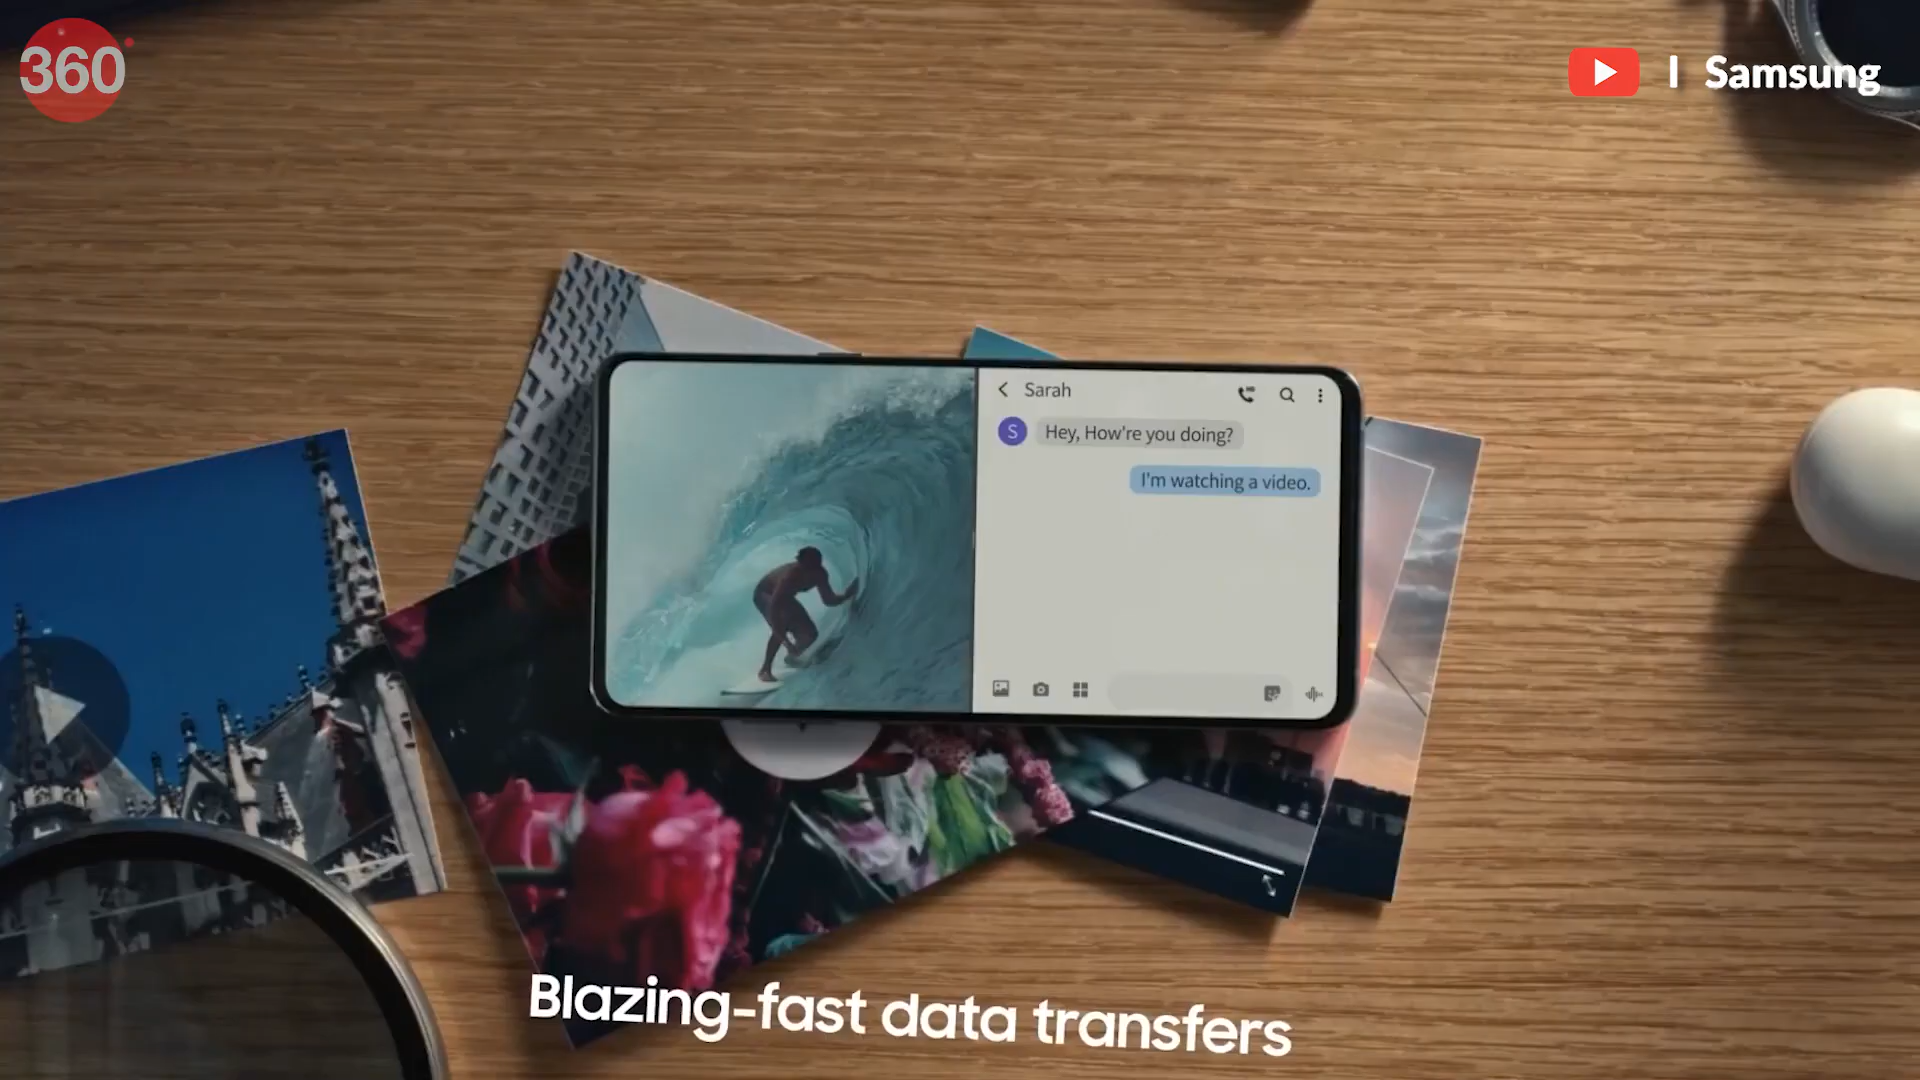 360
| Samsung
Sarah
S
Hey, How're you doing?
I'm watching a video.
Blazing-fast data transfers